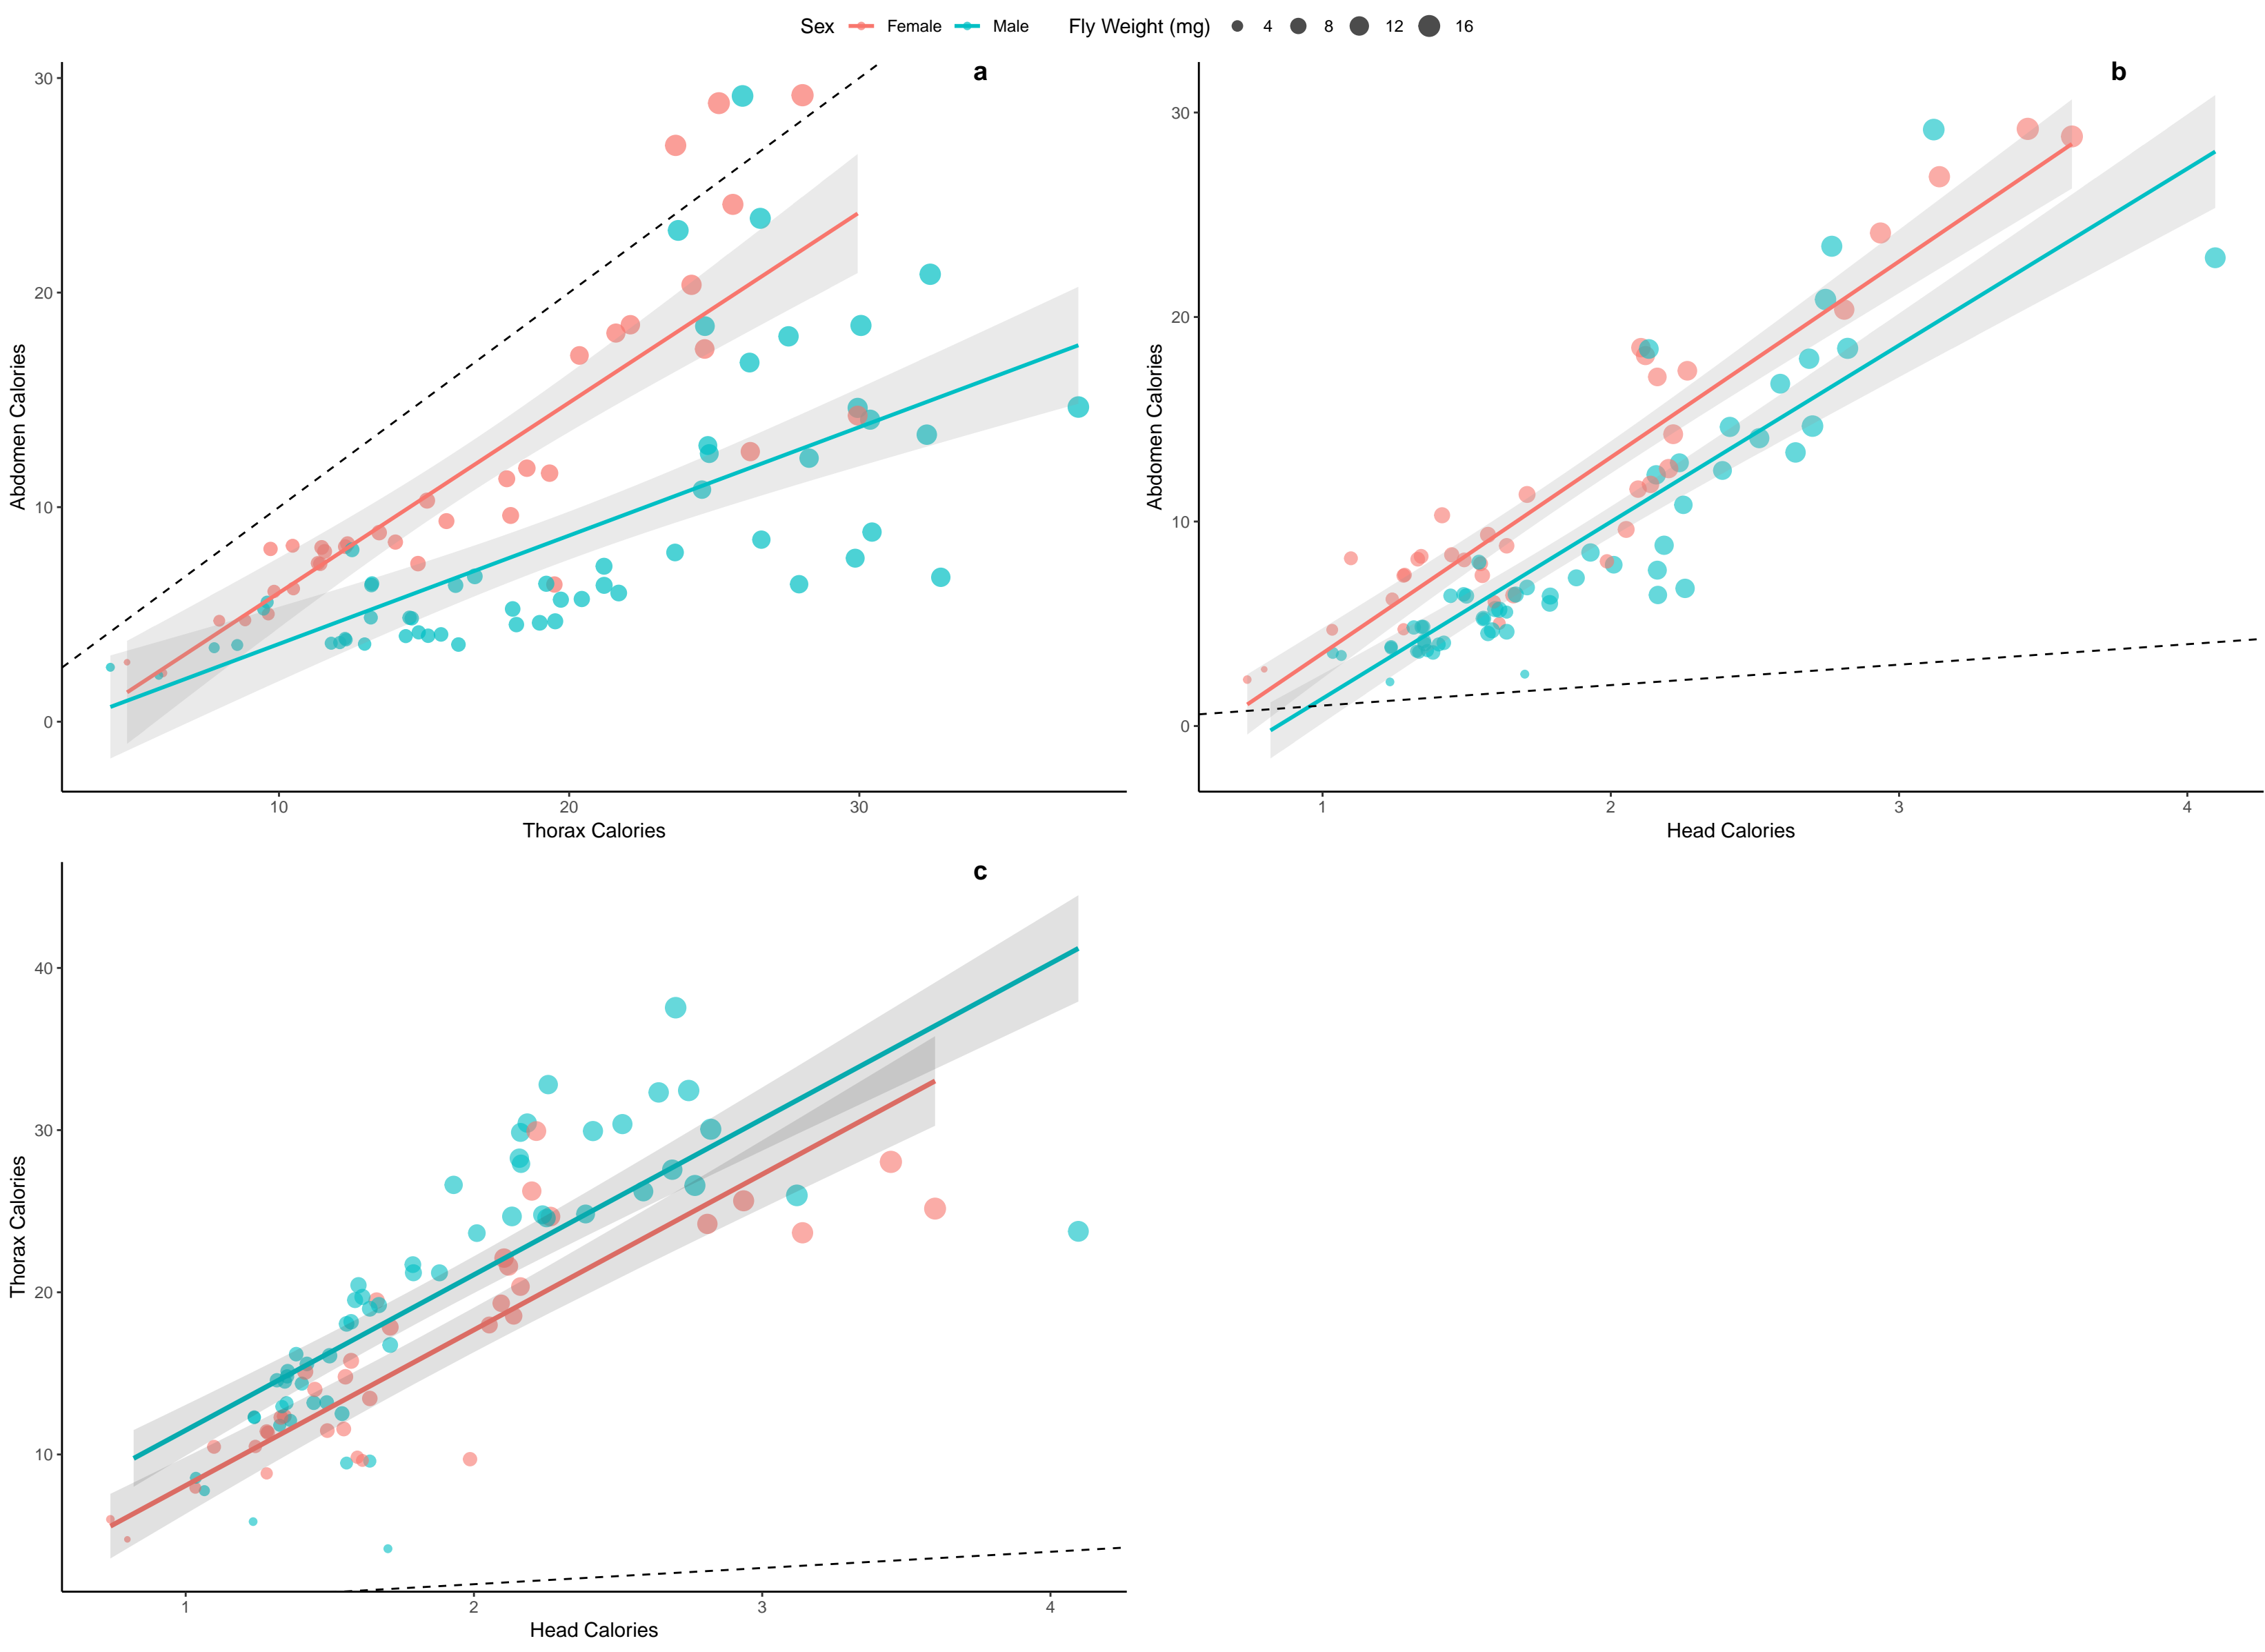 Sex Female Male Fly Weight (mg) 4 8 12 16
a
30
20
10
0
Abdomen Calories
10 20 30
Thorax Calories
b
30
20
10
0
Abdomen Calories
1 2 3 4
Head Calories
c
40
30
20
10
Thorax Calories
1 2 3 4
Head Calories